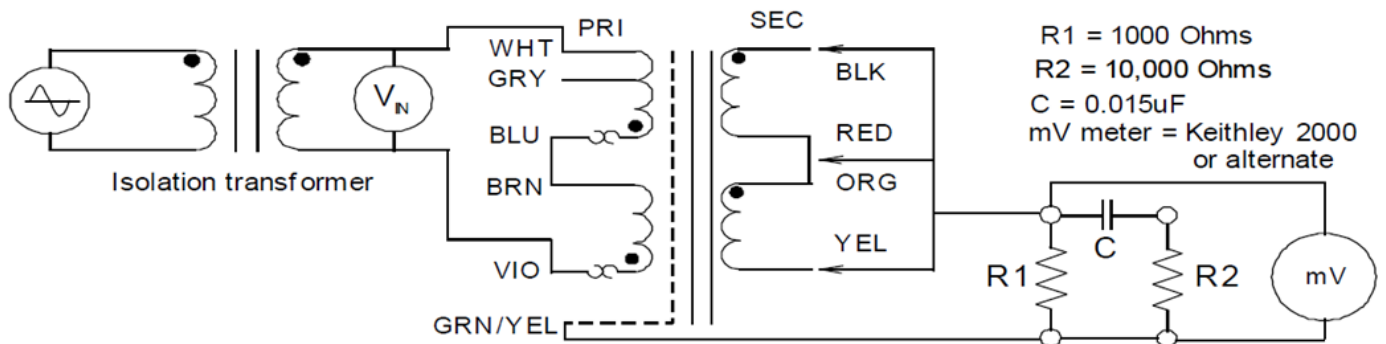 PRI
SEC
WHT
GRY
BLU
BRN
VIO
GRN/YEL
V IN
Isolation transformer
BLK
RED
ORG
YEL
R1 = 1000 Ohms
R2 = 10,000 Ohms
C = 0.015uF
mV meter = Keithley 2000
or alternate
C
R1
R2
mV